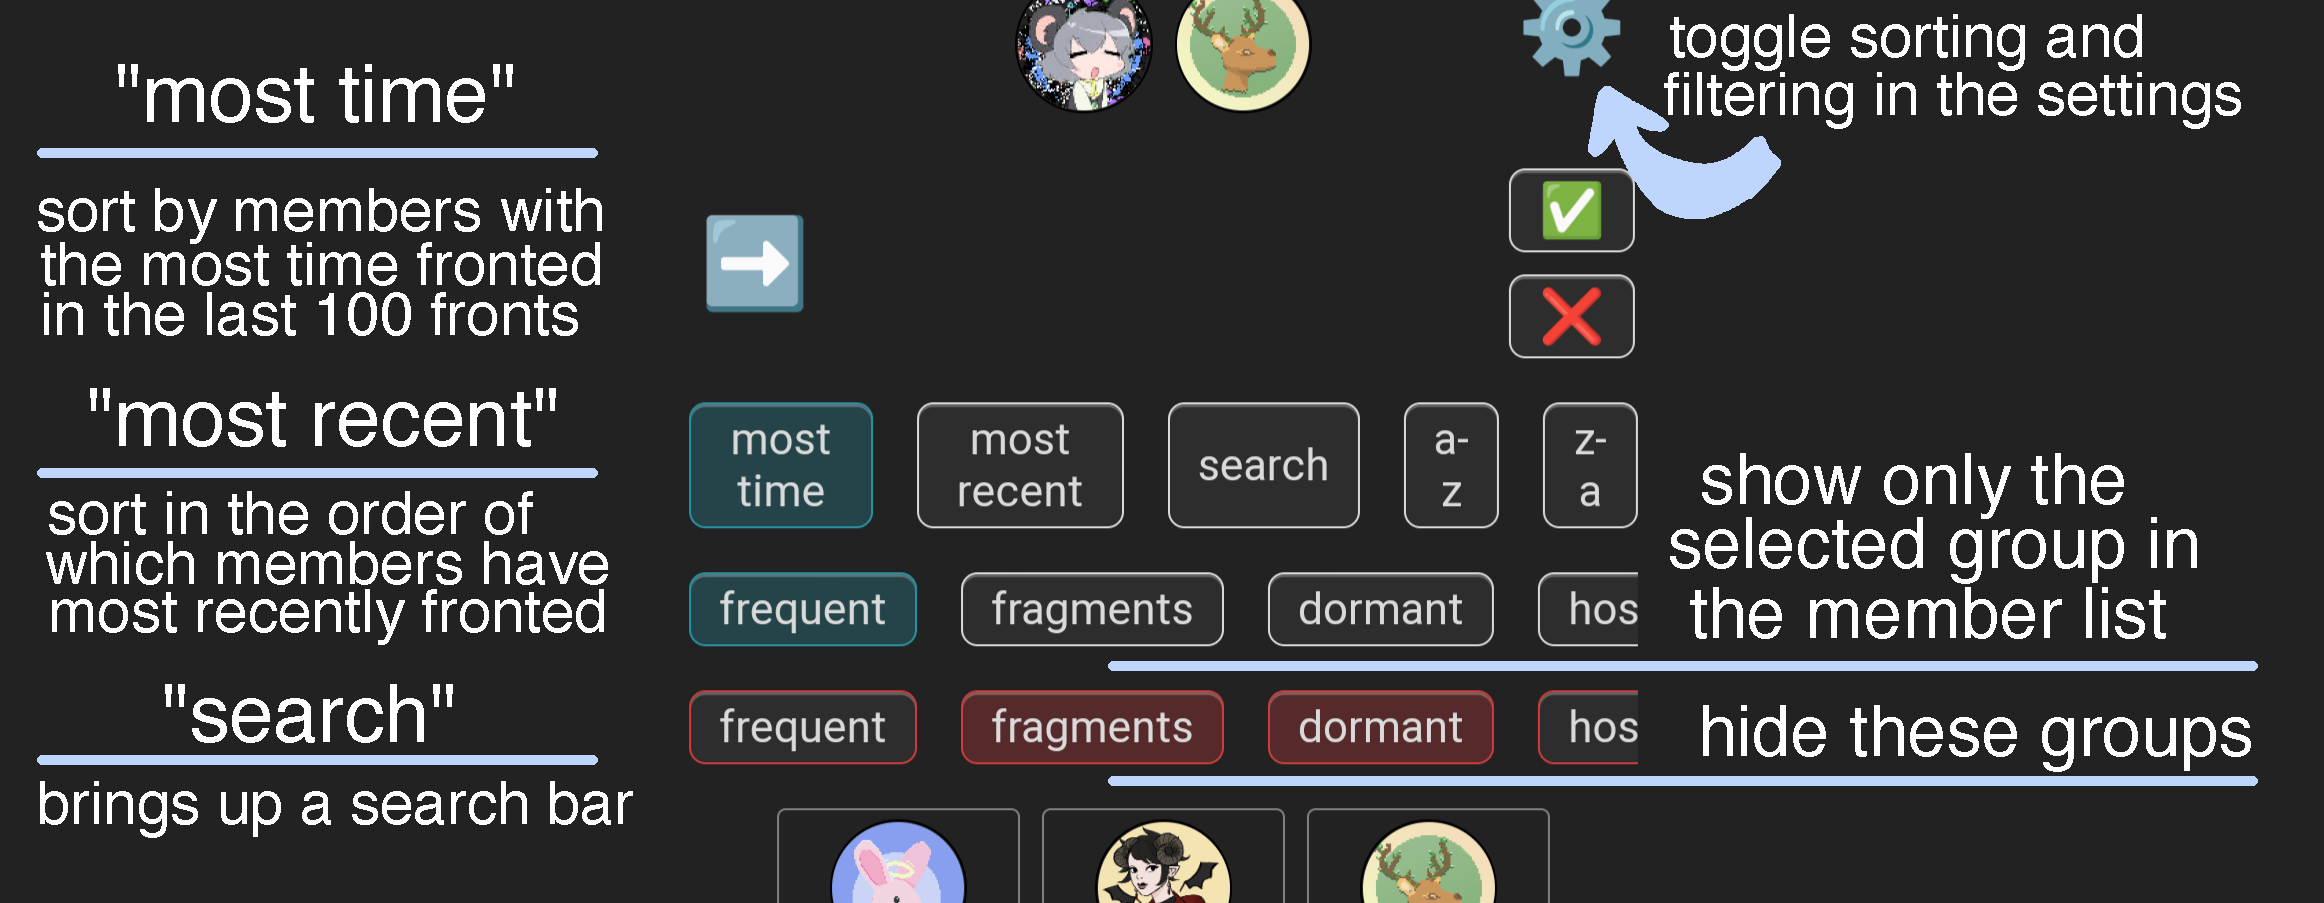 "most time"
sort by members with
the most time fronted
in the last 100 fronts
"most recent"
sort in the order of
which members have
most recently fronted
"search"
brings up a search bar
most
time
most
recent
search
a-
z
z-
a
frequent
fragments
dormant
hos
frequent
fragments
dormant
hos
toggle sorting and
filtering in the settings
show only the
selected group in
the member list
hide these groups